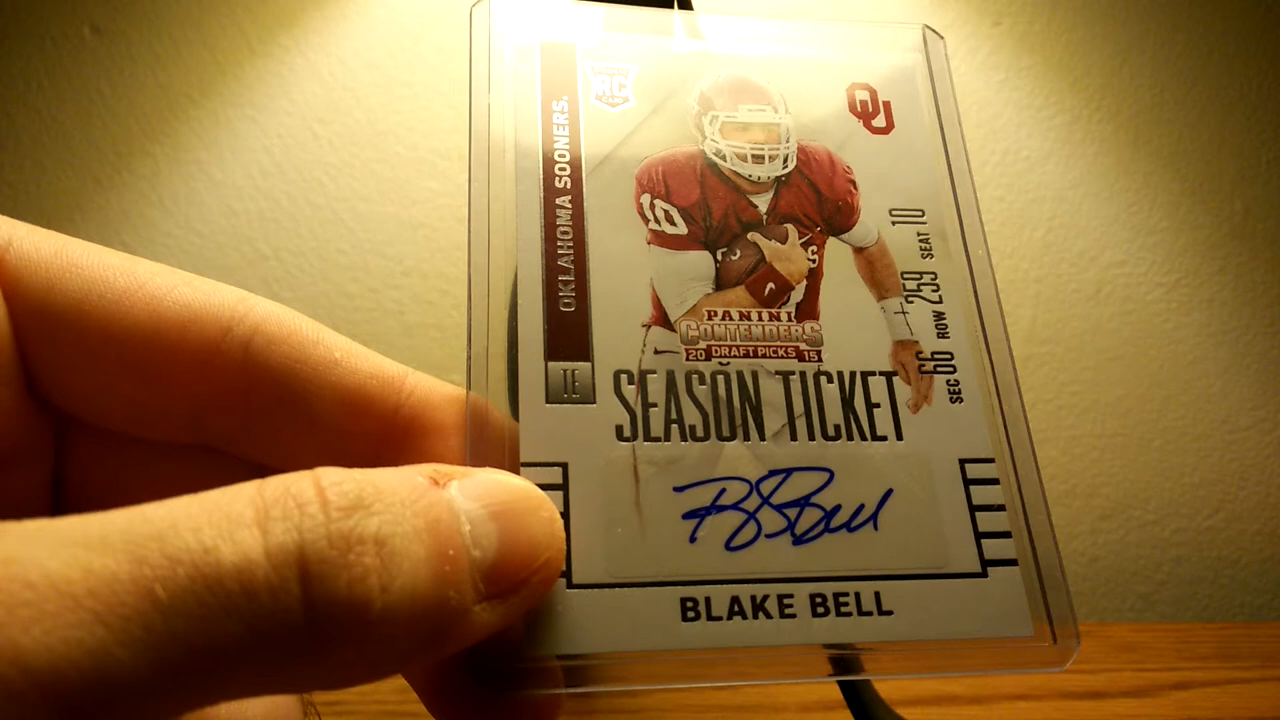 RC
CARD
OU
OKLAHOMA SOONERS.
TE
10
SEC 66 ROW 259 SEAT 10
PANINI
CONTENDERS
20 DRAFT PICKS 15
SEASON TICKET
BLAKE BELL